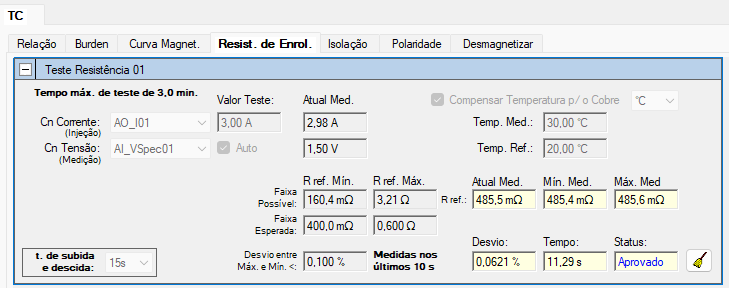 TC
Relação Burden Curva Magnet. Resist. de Enrol. Isolação Polaridade Desmagnetizar
Teste Resistência 01
Tempo máx. de teste de 3,0 min. Valor Teste: Atual Med. Compensar Temperatura p/ o Cobre °C
Cn Corrente: AO_I01 3,00 A 2,98 A Temp. Med.: 30,00 °C
(Injeção)
Cn Tensão: AI_VSpec01 Auto 1,50 V Temp. Ref.: 20,00 °C
(Medição)
R ref. Mín. R ref. Máx. Atual Med. Mín. Med. Máx. Med
Faixa
Possível: 160,4 mΩ 3,21 Ω R ref.: 485,5 mΩ 485,4 mΩ 485,6 mΩ
Faixa
Esperada: 400,0 mΩ 0,600 Ω
Desvio: Tempo: Status:
t. de subida
e descida: 15s Desvio entre
Máx. e Mín. <: 0,100 % Medidas nos
últimos 10 s 0,0621 % 11,29 s Aprovado